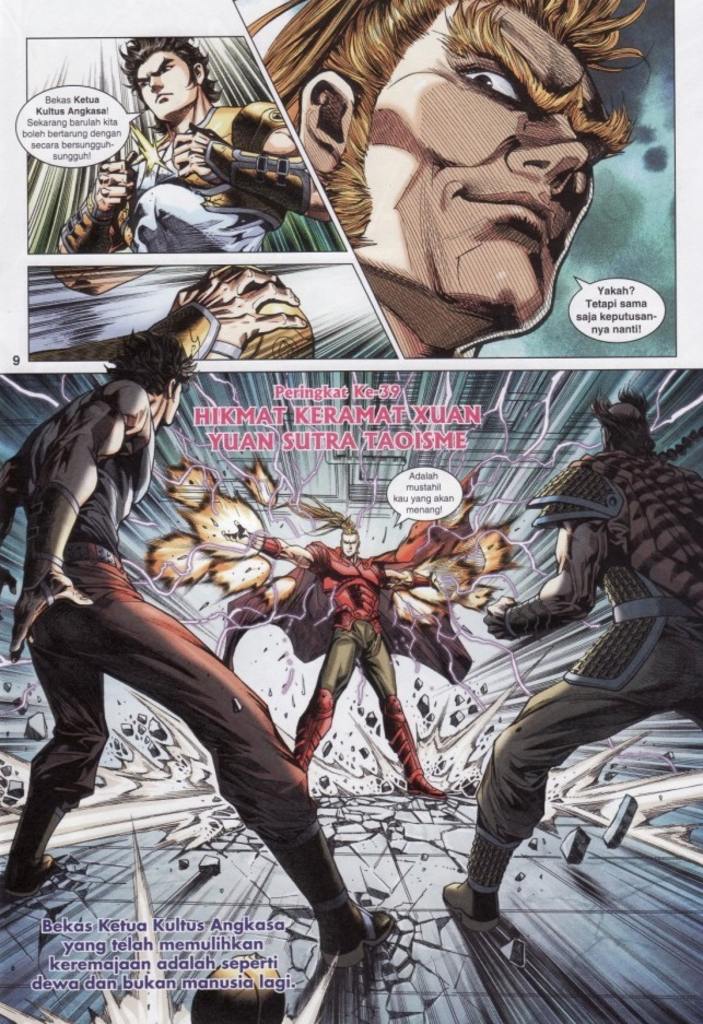 Bekas Ketua
Kultus Angkasa!
Sekarang barulah kita
boleh bertarung dengan
secara bersungguh-
sungguh!
Yakah?
Tetapi sama
saja keputusan-
nya nanti!
9
Peringkat Ke-39
HIKMAT KERAMAT XUAN
YUAN SUTRA TAOISME
Adalah
mustahil
kau yang akan
menang!
Bekas Ketua Kultus Angkasa
yang telah memulihkan
keremajaan adalah seperti
dewa dan bukan manusia lagi.